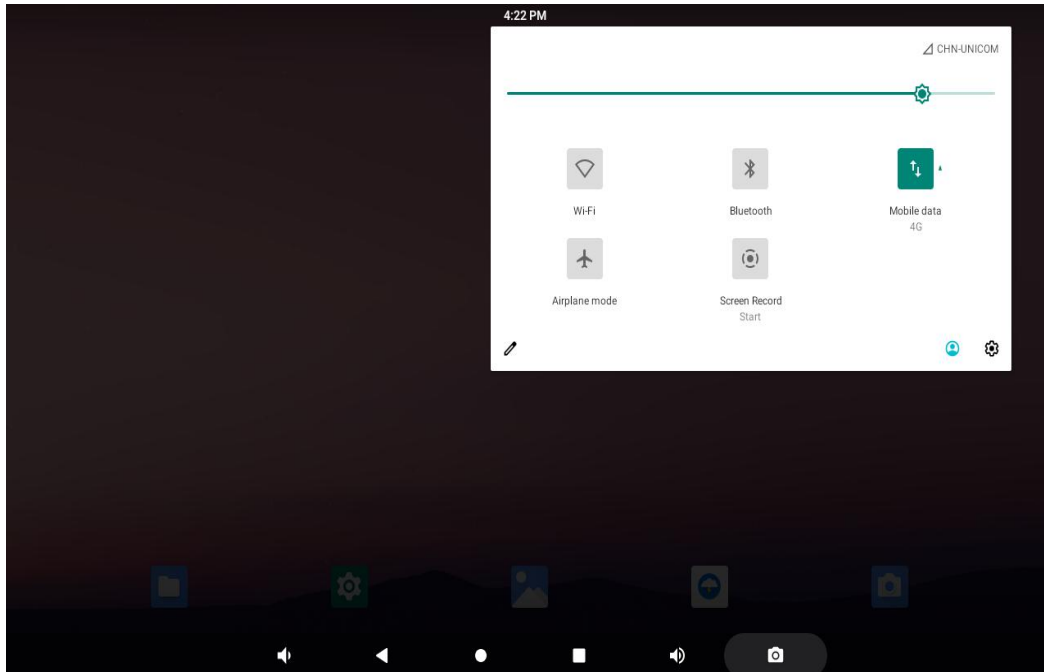 4:22 PM
CHN-UNICOM
Wi-Fi
Bluetooth
Mobile data
4G
Airplane mode
Screen Record
Start